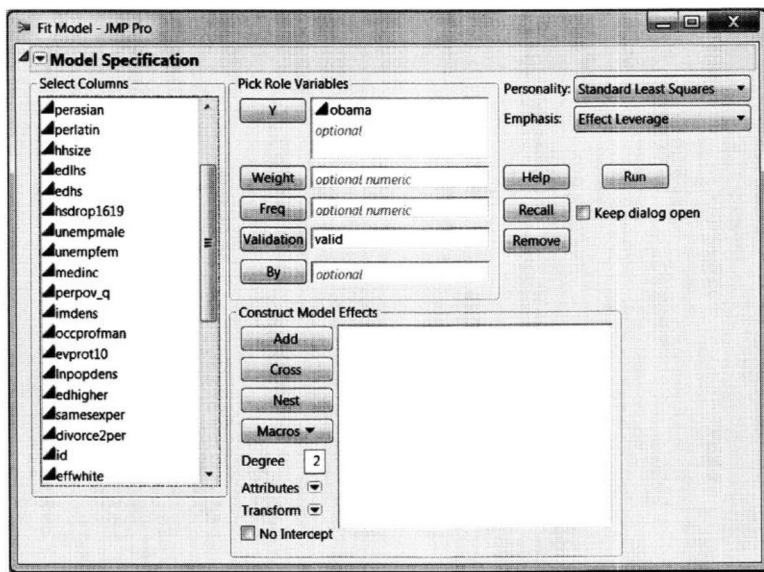 Fit Model - JMP Pro
Model Specification
Select Columns
perasian
perlatin
hhsize
edlhs
edhs
hsdrop1619
unempmale
unempfem
medinc
perpov_q
imdens
occprofman
evprot10
lnpopdens
edhigher
samesexper
divorce2per
id
effwhite
Pick Role Variables
Y
obama
optional
Weight
optional numeric
Freq
optional numeric
Validation
valid
By
optional
Personality: Standard Least Squares
Emphasis: Effect Leverage
Help
Run
Recall
Keep dialog open
Remove
Construct Model Effects
Add
Cross
Nest
Macros
Degree 2
Attributes
Transform
No Intercept